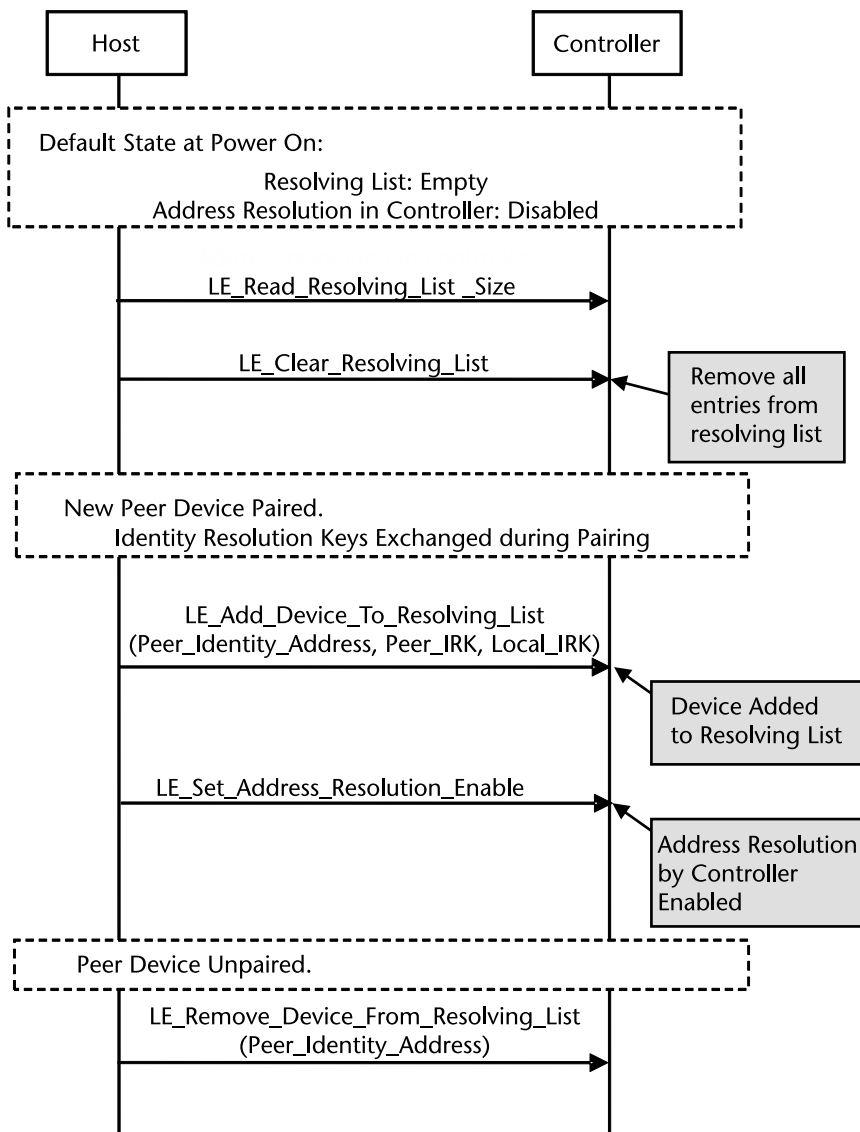 Host
Controller
Default State at Power On:
Resolving List: Empty
Address Resolution in Controller: Disabled
LE_Read_Resolving_List _Size
LE_Clear_Resolving_List
Remove all
entries from
resolving list
New Peer Device Paired.
Identity Resolution Keys Exchanged during Pairing
LE_Add_Device_To_Resolving_List
(Peer_Identity_Address, Peer_IRK, Local_IRK)
Device Added
to Resolving List
LE_Set_Address_Resolution_Enable
Address Resolution
by Controller
Enabled
Peer Device Unpaired.
LE_Remove_Device_From_Resolving_List
(Peer_Identity_Address)